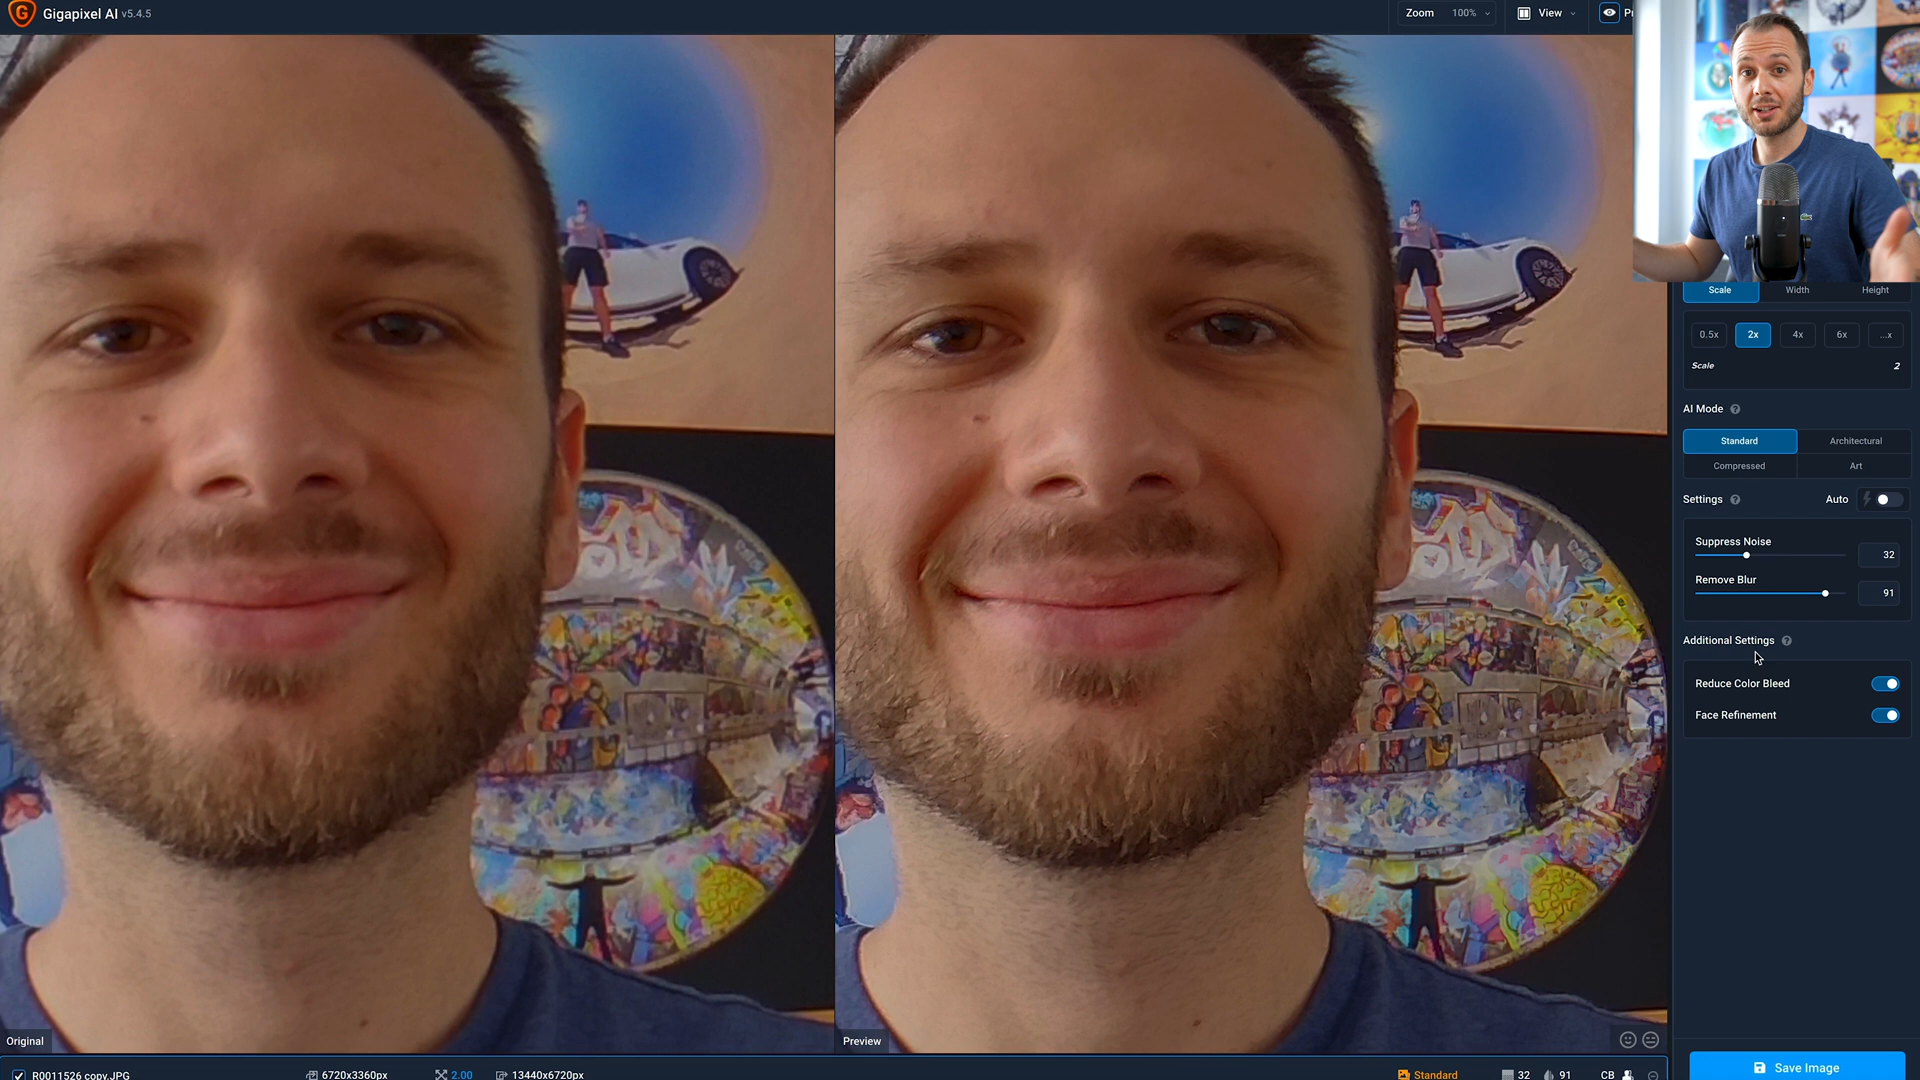 Gigapixel AI v5.4.5
Zoom 100% View
Scale Width Height
0.5x 2x 4x 6x ...x
Scale 2
AI Mode
Standard Architectural
Compressed Art
Settings Auto
Suppress Noise
32
Remove Blur
91
Additional Settings
Reduce Color Bleed
Face Refinement
Original
Preview
R0011526 copy.JPG 6720x3360px 2.00 13440x6720px Standard 32 91 CB
Save Image